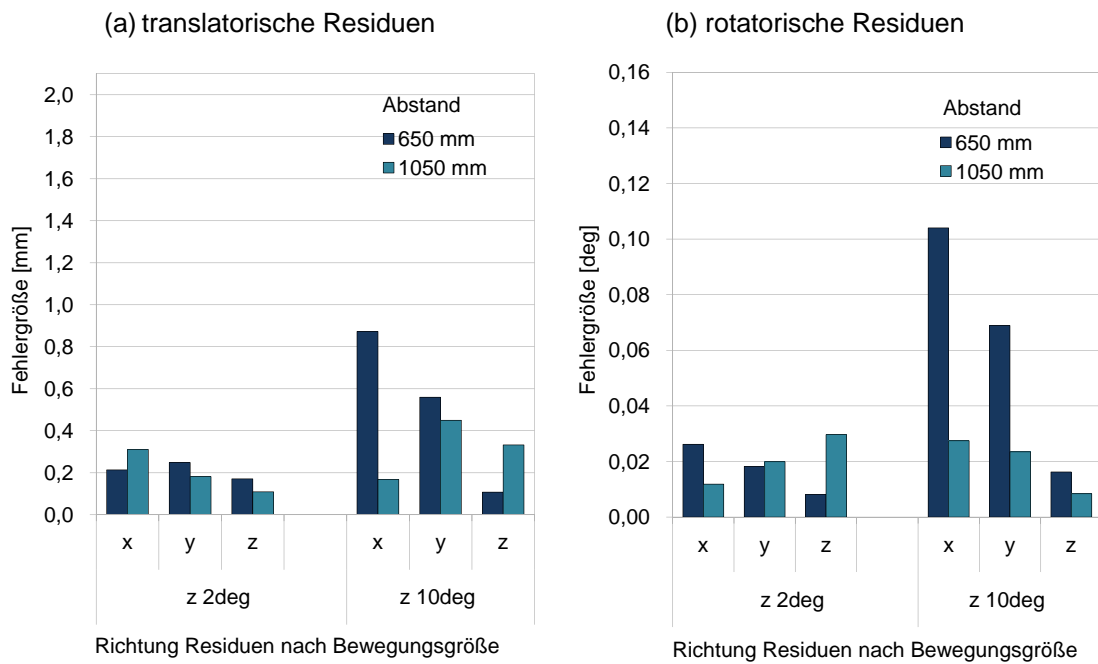 (a) translatorische Residuen
Fehlergröße [mm]
2,0
1,8
1,6
1,4
1,2
1,0
0,8
0,6
0,4
0,2
0,0
Abstand
650 mm
1050 mm
x y z x y z
z 2deg z 10deg
Richtung Residuen nach Bewegungsgröße
(b) rotatorische Residuen
Fehlergröße [deg]
0,16
0,14
0,12
0,10
0,08
0,06
0,04
0,02
0,00
Abstand
650 mm
1050 mm
x y z x y z
z 2deg z 10deg
Richtung Residuen nach Bewegungsgröße